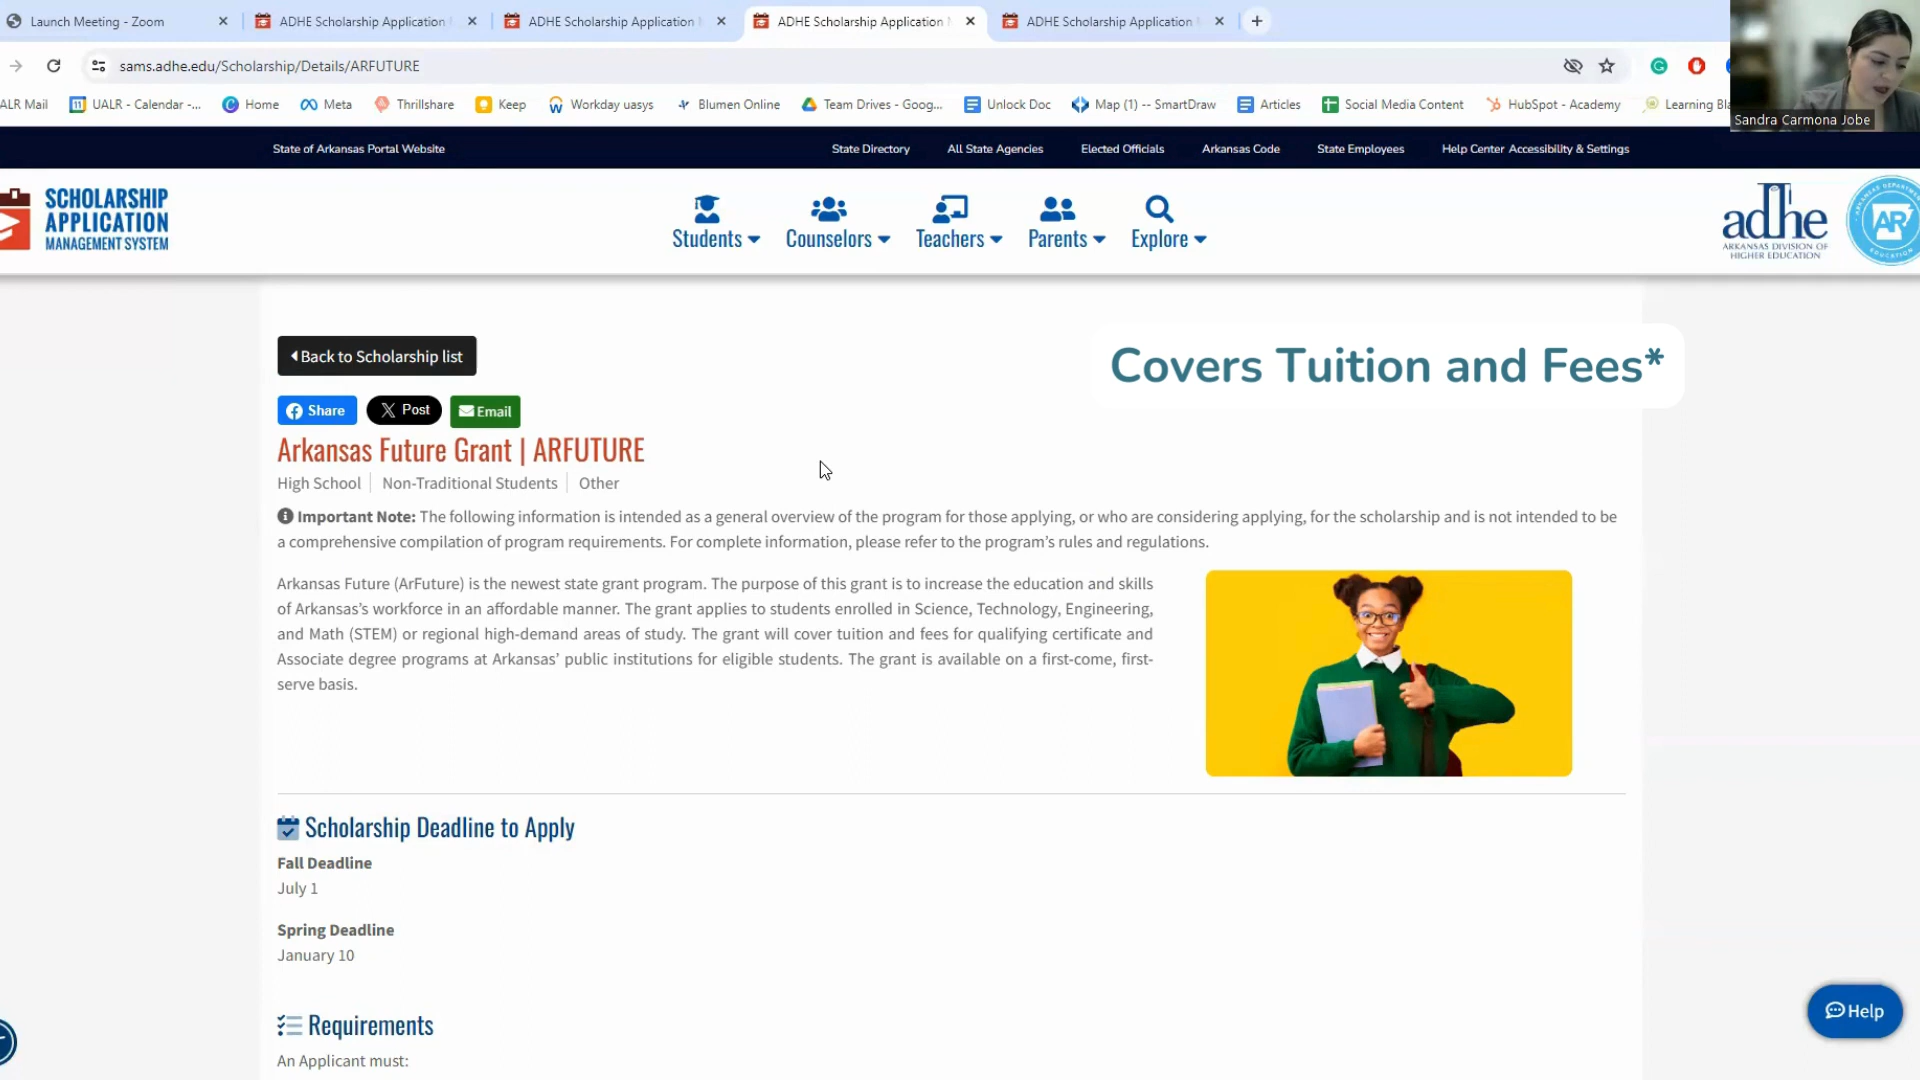 Launch Meeting - Zoom
ADHE Scholarship Application
ADHE Scholarship Application
ADHE Scholarship Application
ADHE Scholarship Application
sams.adhe.edu/Scholarship/Details/ARFUTURE
ALR Mail
UALR - Calendar -...
Home
Meta
Thrillshare
Keep
Workday uasys
Blumen Online
Team Drives - Goog...
Unlock Doc
Map (1) -- SmartDraw
Articles
Social Media Content
HubSpot - Academy
Learning Bla
Sandra Carmona Jobe
State of Arkansas Portal Website
State Directory
All State Agencies
Elected Officials
Arkansas Code
State Employees
Help Center Accessibility & Settings
SCHOLARSHIP
APPLICATION
MANAGEMENT SYSTEM
Students
Counselors
Teachers
Parents
Explore
adhe
ARKANSAS DIVISION OF
HIGHER EDUCATION
AR
Back to Scholarship list
Covers Tuition and Fees*
Share
Post
Email
Arkansas Future Grant | ARFUTURE
High School
Non-Traditional Students
Other
Important Note: The following information is intended as a general overview of the program for those applying, or who are considering applying, for the scholarship and is not intended to be
a comprehensive compilation of program requirements. For complete information, please refer to the program's rules and regulations.
Arkansas Future (ArFuture) is the newest state grant program. The purpose of this grant is to increase the education and skills
of Arkansas's workforce in an affordable manner. The grant applies to students enrolled in Science, Technology, Engineering,
and Math (STEM) or regional high-demand areas of study. The grant will cover tuition and fees for qualifying certificate and
Associate degree programs at Arkansas' public institutions for eligible students. The grant is available on a first-come, first-
serve basis.
Scholarship Deadline to Apply
Fall Deadline
July 1
Spring Deadline
January 10
Requirements
An Applicant must:
Help